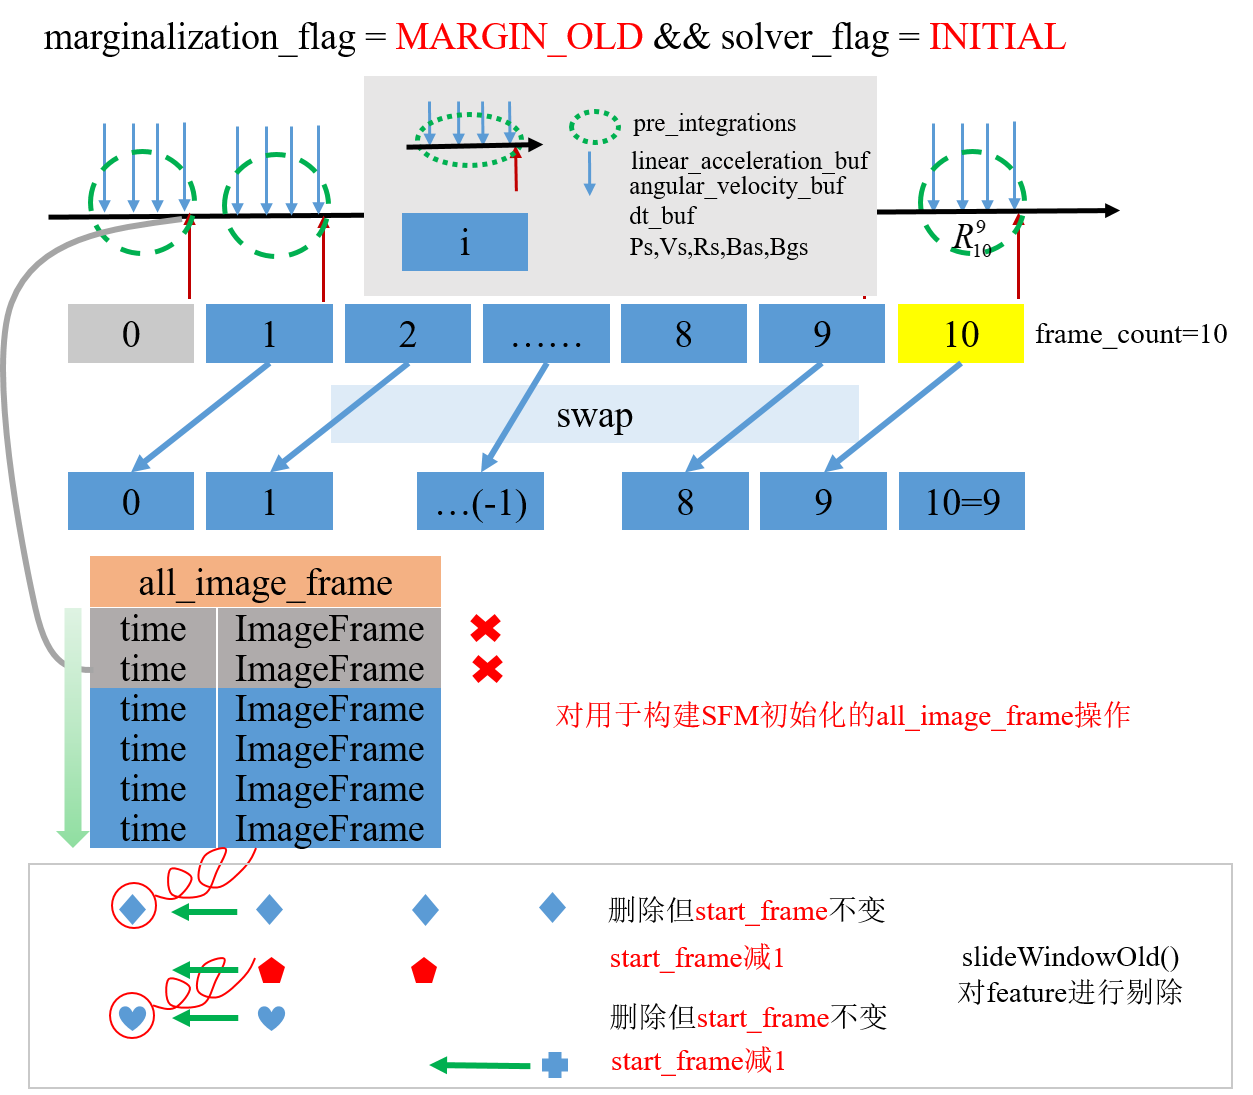 marginalization_flag = MARGIN_OLD && solver_flag = INITIAL
pre_integrations
linear_acceleration_buf
angular_velocity_buf
dt_buf
Ps,Vs,Rs,Bas,Bgs
i
R⁹₁₀
0 1 2 …… 8 9 10 frame_count=10
swap
0 1 …(-1) 8 9 10=9
all_image_frame
time ImageFrame
time ImageFrame
time ImageFrame
time ImageFrame
time ImageFrame
time ImageFrame
对用于构建SFM初始化的all_image_frame操作
删除但start_frame不变
start_frame减1
删除但start_frame不变
start_frame减1
slideWindowOld()
对feature进行剔除